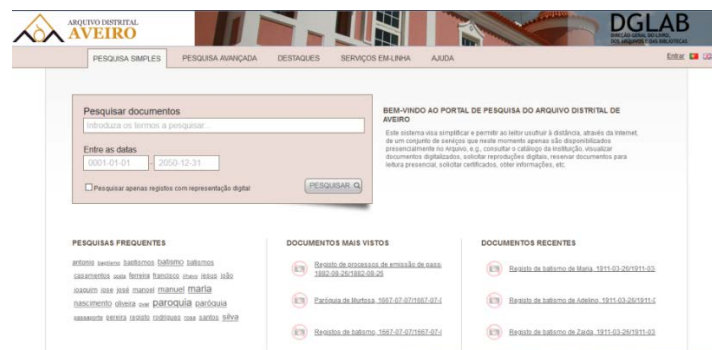 ARQUIVO DISTRITAL
AVEIRO
DGLAB
DIREÇÃO-GERAL DO LIVRO,
DOS ARQUIVOS E DAS BIBLIOTECAS
PESQUISA SIMPLES PESQUISA AVANÇADA DESTAQUES SERVIÇOS EM-LINHA AJUDA Entrar
Pesquisar documentos
Introduza os termos a pesquisar...
Entre as datas
0001-01-01 - 2050-12-31
Pesquisar apenas registos com representação digital
PESQUISAR
BEM-VINDO AO PORTAL DE PESQUISA DO ARQUIVO DISTRITAL DE
AVEIRO
Este sistema visa simplificar e permitir ao leitor usufruir à distância, através da Internet,
de um conjunto de serviços que neste momento apenas são disponibilizados
presencialmente no Arquivo, e.g., consultar o catálogo da instituição, visualizar
documentos digitalizados, solicitar reproduções digitais, reservar documentos para
leitura presencial, solicitar certificados, obter informações, etc.
PESQUISAS FREQUENTES
antonio baptismo baptismos batismo batismos
casamentos costa ferreira francisco ílhavo jesus joão
joaquim jose josé manoel manuel maria
nascimento oliveira ovar paroquia paróquia
passaporte pereira registo rodrigues rosa santos silva
DOCUMENTOS MAIS VISTOS
Registo de processos de emissão de pass
1882-08-26/1882-08-26
Paróquia de Murtosa, 1667-07-07/1667-07-
Registos de batismo, 1667-07-07/1667-07-
DOCUMENTOS RECENTES
Registo de batismo de Maria, 1911-03-26/1911-03-
Registo de batismo de Adelino, 1911-03-26/1911-
Registo de batismo de Zaida, 1911-03-26/1911-03